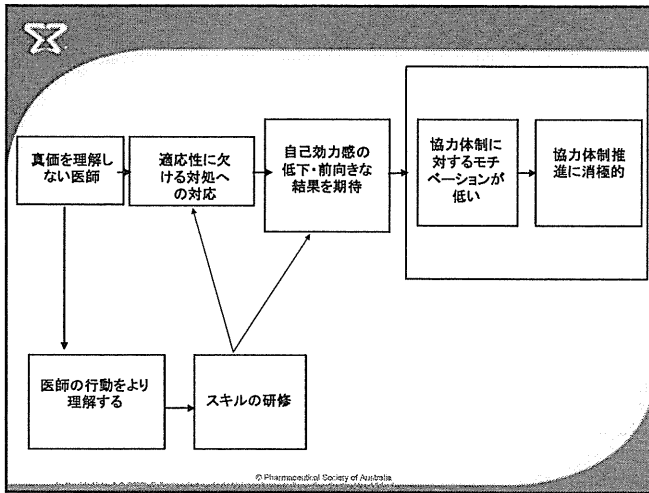 真価を理解し
ない医師
適応性に欠
ける対処へ
の対応
自己効力感の
低下・前向きな
結果を期待
協力体制に
対するモチ
ベーションが
低い
協力体制推
進に消極的
医師の行動をより
理解する
スキルの研修
© Pharmaceutical Society of Australia